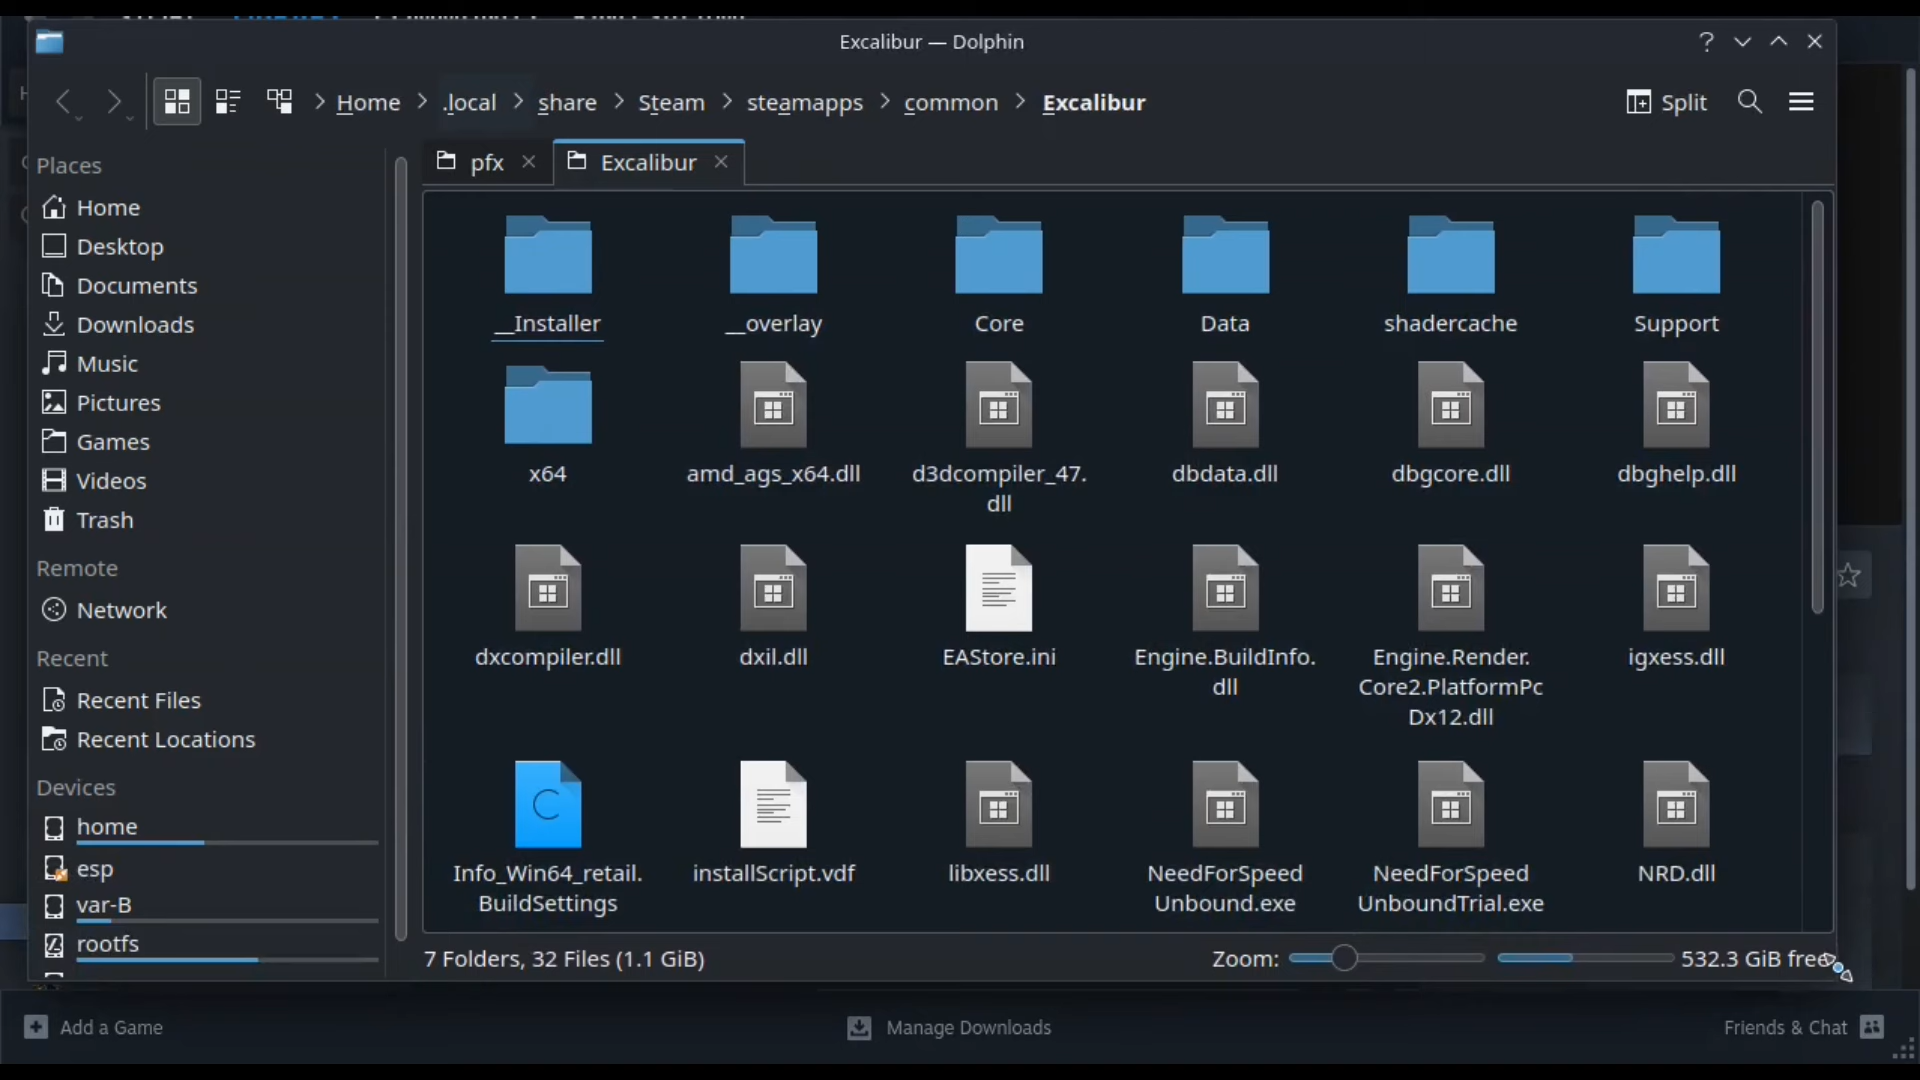 Excalibur — Dolphin
?
Home
.local
share
Steam
steamapps
common
Excalibur
Split
pfx
Excalibur
Places
Home
Desktop
Documents
Downloads
Music
Pictures
Games
Videos
Trash
Remote
Network
Recent
Recent Files
Recent Locations
Devices
home
esp
var-B
rootfs
__Installer
__overlay
Core
Data
shadercache
Support
x64
amd_ags_x64.dll
d3dcompiler_47.
dll
dbdata.dll
dbgcore.dll
dbghelp.dll
dxcompiler.dll
dxil.dll
EAStore.ini
Engine.BuildInfo.
dll
Engine.Render.
Core2.PlatformPc
Dx12.dll
igxess.dll
Info_Win64_retail.
BuildSettings
installScript.vdf
libxess.dll
NeedForSpeed
Unbound.exe
NeedForSpeed
UnboundTrial.exe
NRD.dll
7 Folders, 32 Files (1.1 GiB)
Zoom:
532.3 GiB free
Add a Game
Manage Downloads
Friends & Chat